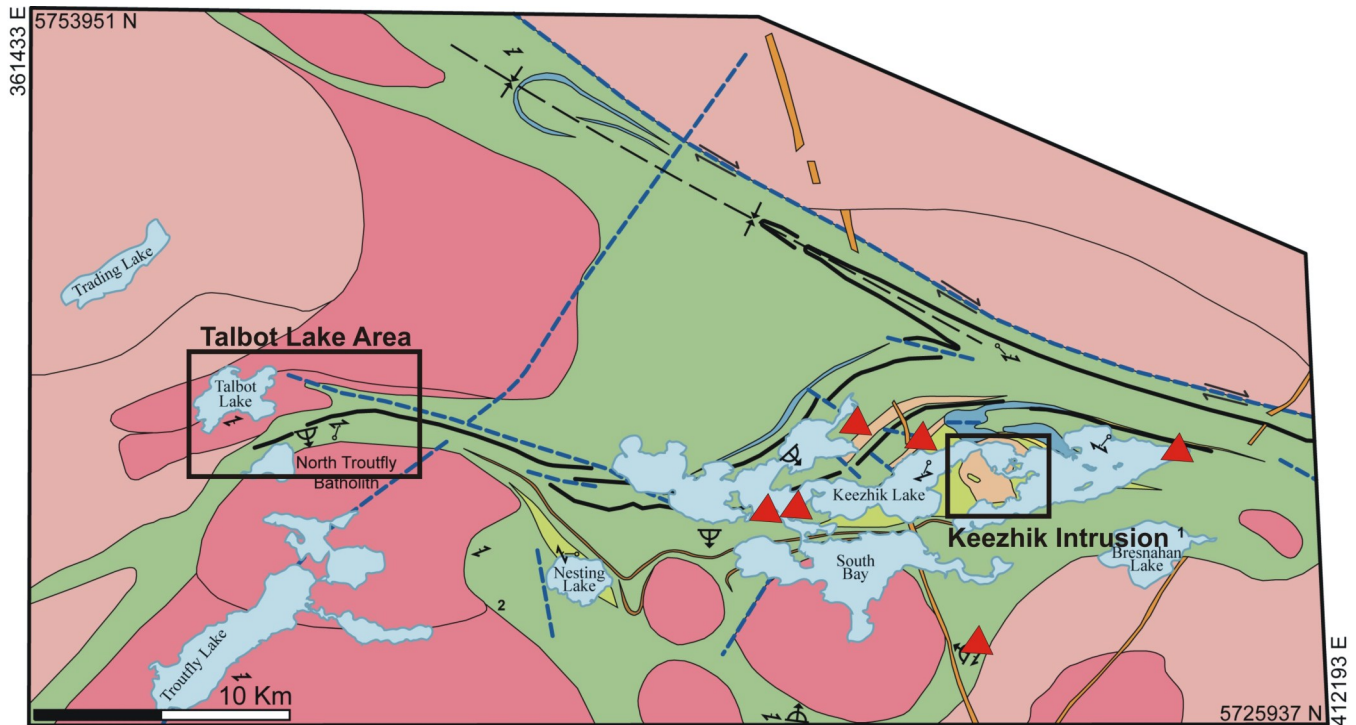 5753951 N
361433 E
Trading Lake
Talbot Lake Area
Talbot
Lake
North Troutfly
Batholith
Keezhik Lake
Keezhik Intrusion
1
Bresnahan
Lake
South
Bay
Nesting
Lake
2
Troutfly Lake
10 Km
5725937 N
412193 E